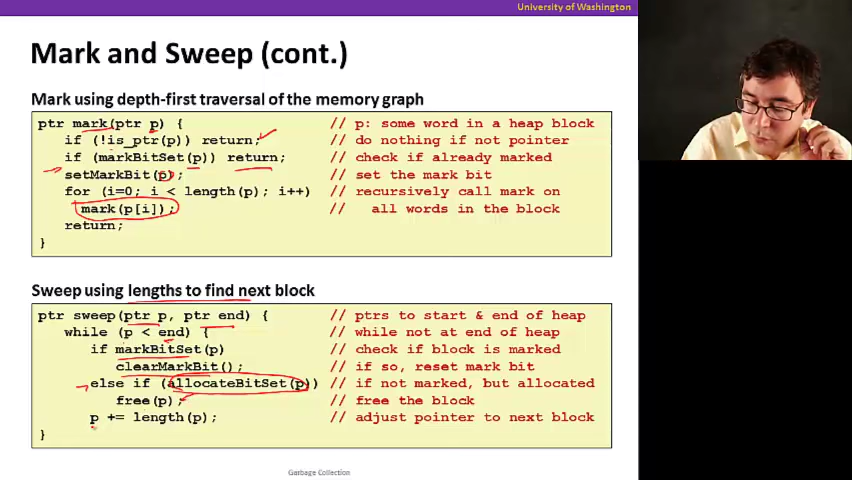 University of Washington
Mark and Sweep (cont.)
Mark using depth-first traversal of the memory graph
ptr mark(ptr p) { // p: some word in a heap block
if (!is_ptr(p)) return; // do nothing if not pointer
if (markBitSet(p)) return; // check if already marked
setMarkBit(p); // set the mark bit
for (i=0; i < length(p); i++) // recursively call mark on
mark(p[i]); // all words in the block
return;
}
Sweep using lengths to find next block
ptr sweep(ptr p, ptr end) { // ptrs to start & end of heap
while (p < end) { // while not at end of heap
if markBitSet(p) // check if block is marked
clearMarkBit(); // if so, reset mark bit
else if (allocateBitSet(p)) // if not marked, but allocated
free(p); // free the block
p += length(p); // adjust pointer to next block
}
Garbage Collection